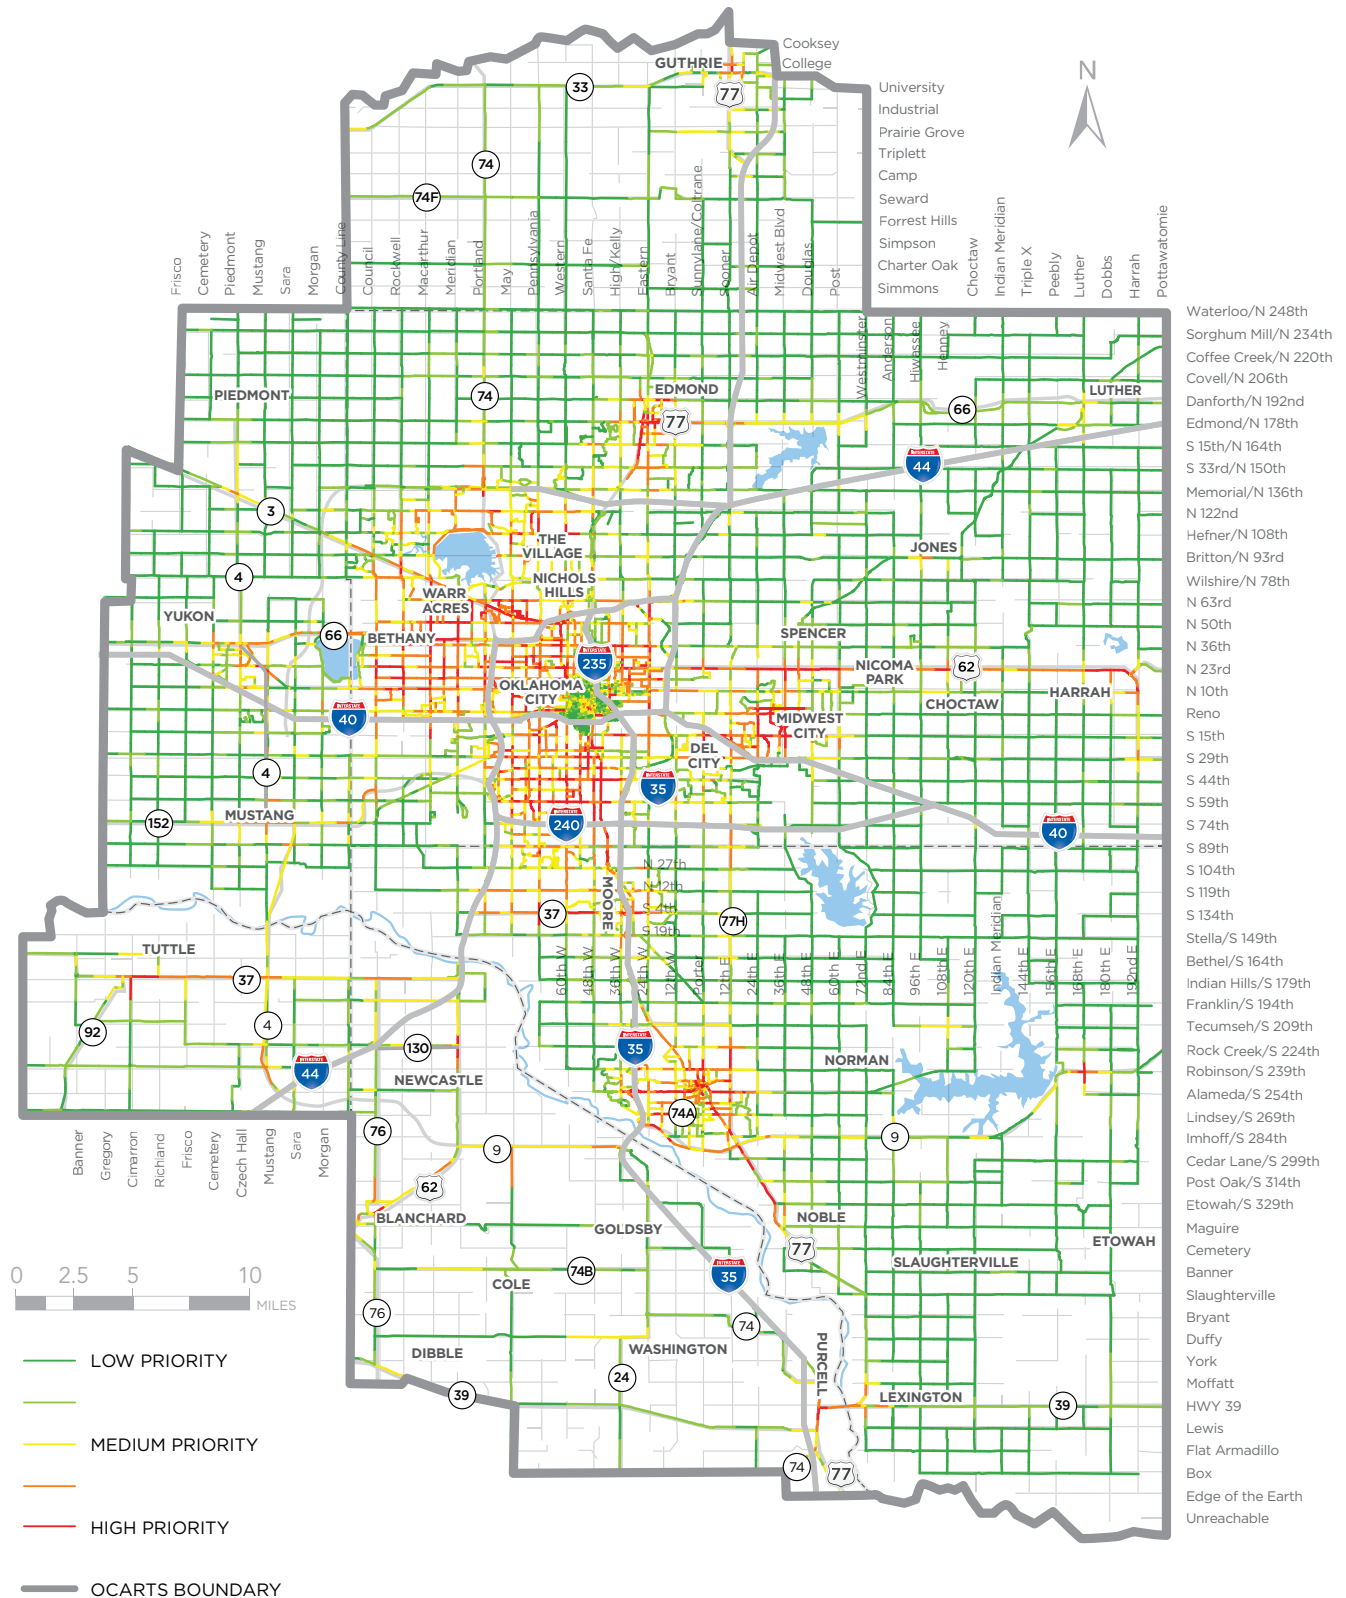 Cooksey
College
GUTHRIE
33
77
N
University
Industrial
Prairie Grove
Triplett
Camp
Seward
Forrest Hills
Simpson
Charter Oak
Simmons
74
74F
Frisco
Cemetery
Piedmont
Mustang
Sara
Morgan
County Line
Council
Rockwell
Macarthur
Meridian
Portland
May
Pennsylvania
Western
Santa Fe
High/Kelly
Eastern
Bryant
Sunnylane/Coltrane
Sooner
Air Depot
Midwest Blvd
Douglas
Post
Westminster
Anderson
Hiwassee
Henney
Choctaw
Indian Meridian
Triple X
Peebly
Luther
Dobbs
Harrah
Pottawatomie
Waterloo/N 248th
Sorghum Mill/N 234th
Coffee Creek/N 220th
Covell/N 206th
Danforth/N 192nd
Edmond/N 178th
S 15th/N 164th
S 33rd/N 150th
Memorial/N 136th
N 122nd
Hefner/N 108th
Britton/N 93rd
Wilshire/N 78th
N 63rd
N 50th
N 36th
N 23rd
N 10th
Reno
S 15th
S 29th
S 44th
S 59th
S 74th
S 89th
S 104th
S 119th
S 134th
Stella/S 149th
Bethel/S 164th
Indian Hills/S 179th
Franklin/S 194th
Tecumseh/S 209th
Rock Creek/S 224th
Robinson/S 239th
Alameda/S 254th
Lindsey/S 269th
Imhoff/S 284th
Cedar Lane/S 299th
Post Oak/S 314th
Etowah/S 329th
Maguire
Cemetery
Banner
Slaughterville
Bryant
Duffy
York
Moffatt
HWY 39
Lewis
Flat Armadillo
Box
Edge of the Earth
Unreachable
PIEDMONT
74
EDMOND
77
LUTHER
66
INTERSTATE
44
3
THE
VILLAGE
JONES
4
NICHOLS
HILLS
WARR
ACRES
YUKON
66
BETHANY
SPENCER
INTERSTATE
235
NICOMA
PARK
62
OKLAHOMA
CITY
HARRAH
CHOCTAW
INTERSTATE
40
MIDWEST
CITY
DEL
CITY
4
INTERSTATE
35
MUSTANG
152
INTERSTATE
240
INTERSTATE
40
N 27th
N 12th
S 4th
S 19th
MOORE
37
77H
60th W
48th W
36th W
24th W
12th W
Porter
12th E
24th E
36th E
48th E
60th E
72nd E
84th E
96th E
108th E
120th E
Indian Meridian
144th E
156th E
168th E
180th E
192nd E
TUTTLE
37
92
4
130
INTERSTATE
44
INTERSTATE
35
NORMAN
NEWCASTLE
74A
76
9
9
Banner
Gregory
Cimarron
Richland
Frisco
Cemetery
Czech Hall
Mustang
Sara
Morgan
62
BLANCHARD
GOLDSBY
NOBLE
77
ETOWAH
SLAUGHTERVILLE
INTERSTATE
35
74B
COLE
76
74
DIBBLE
WASHINGTON
PURCELL
24
39
LEXINGTON
39
74
77
0 2.5 5 10
MILES
LOW PRIORITY
MEDIUM PRIORITY
HIGH PRIORITY
OCARTS BOUNDARY